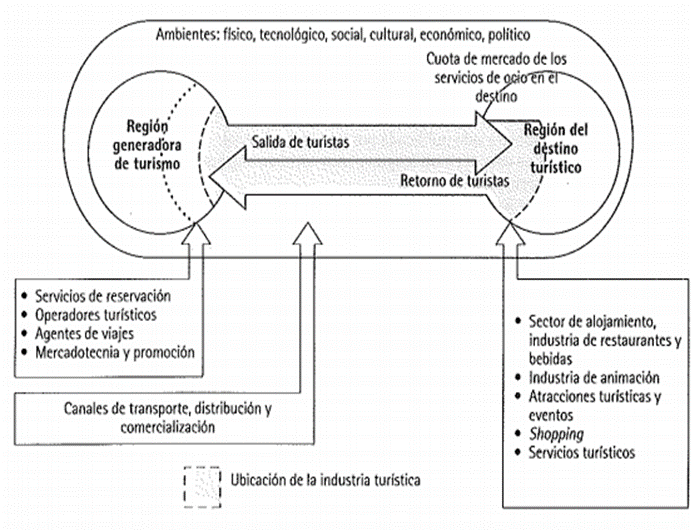 Ambientes: físico, tecnológico, social, cultural, económico, político
Cuota de mercado de los
servicios de ocio en el
destino
Región
generadora
de turismo
Salida de turistas
Región del
destino
turístico
Retorno de turistas
• Servicios de reservación
• Operadores turísticos
• Agentes de viajes
• Mercadotecnia y promoción
Canales de transporte, distribución y
comercialización
• Sector de alojamiento,
industria de restaurantes y
bebidas
• Industria de animación
• Atracciones turísticas y
eventos
• Shopping
• Servicios turísticos
Ubicación de la industria turística